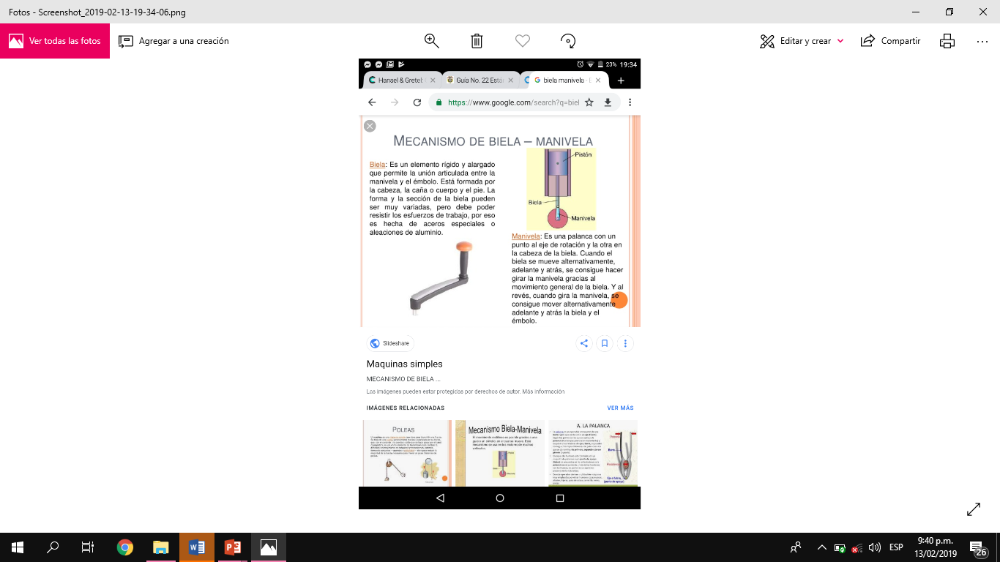 Fotos - Screenshot_2019-02-13-19-34-06.png
Ver todas las fotos
Agregar a una creación
Editar y crear
Compartir
23% 19:34
Hansel & Gretel:
Guía No. 22 Está
biela manivela -
https://www.google.com/search?q=biel
MECANISMO DE BIELA – MANIVELA
Biela: Es un elemento rígido y alargado
que permite la unión articulada entre la
manivela y el émbolo. Está formada por
la cabeza, la caña o cuerpo y el pie. La
forma y la sección de la biela pueden
ser muy variadas, pero debe poder
resistir los esfuerzos de trabajo, por eso
es hecha de aceros especiales o
aleaciones de aluminio.
Pistón
Biela
Manivela
Manivela: Es una palanca con un
punto al eje de rotación y la otra en
la cabeza de la biela. Cuando el
biela se mueve alternativamente,
adelante y atrás, se consigue hacer
girar la manivela gracias al
movimiento general de la biela. Y al
revés, cuando gira la manivela, se
consigue mover alternativamente
adelante y atrás la biela y el
émbolo.
Slideshare
Maquinas simples
MECANISMO DE BIELA ...
Las imágenes pueden estar protegidas por derechos de autor. Más información
IMÁGENES RELACIONADAS
VER MÁS
POLEAS
Mecanismo Biela-Manivela
A. LA PALANCA
ESP
9:40 p.m.
13/02/2019
26